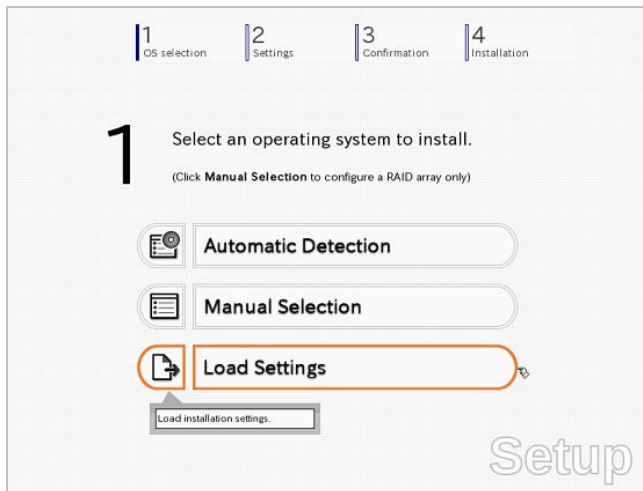 1 2 3 4
OS selection Settings Confirmation Installation
1 Select an operating system to install.
(Click Manual Selection to configure a RAID array only)
Automatic Detection
Manual Selection
Load Settings
Load installation settings.
Setup